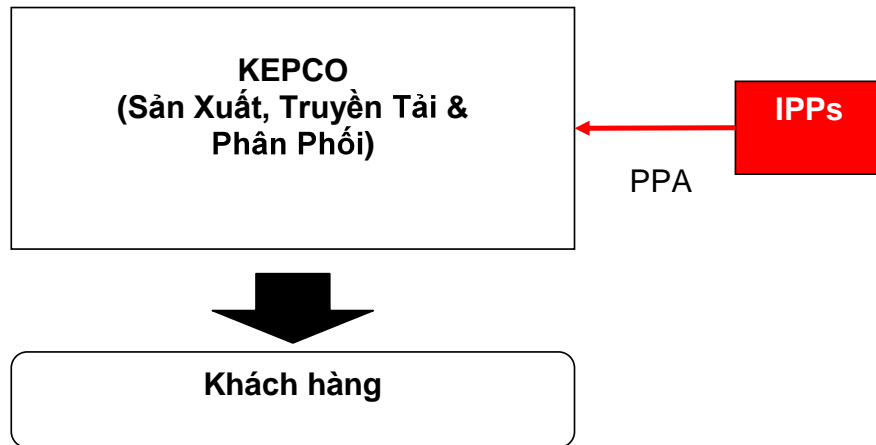 KEPCO
(Sản Xuất, Truyền Tải &
Phân Phối)
IPPs
PPA
Khách hàng